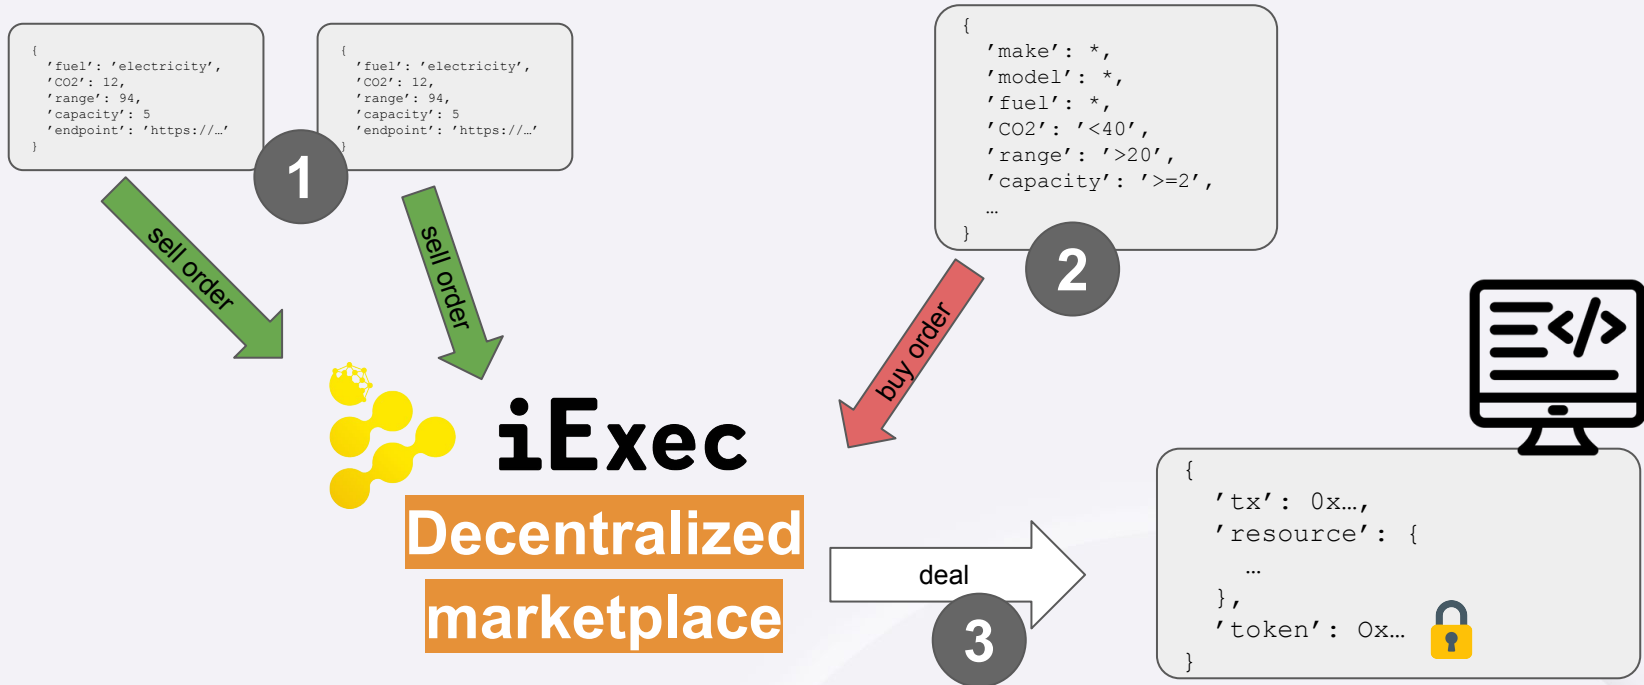 {
’fuel’: ’electricity’,
’CO2’: 12,
’range’: 94,
’capacity’: 5
’endpoint’: ’https://…’
}
{
’fuel’: ’electricity’,
’CO2’: 12,
’range’: 94,
’capacity’: 5
’endpoint’: ’https://…’
}
1
sell order
sell order
{
’make’: *,
’model’: *,
’fuel’: *,
’CO2’: ’<40’,
’range’: ’>20’,
’capacity’: ’>=2’,
…
}
2
buy order
</>
iExec
Decentralized
marketplace
deal
3
{
’tx’: 0x…,
’resource’: {
…
},
’token’: Ox…
}